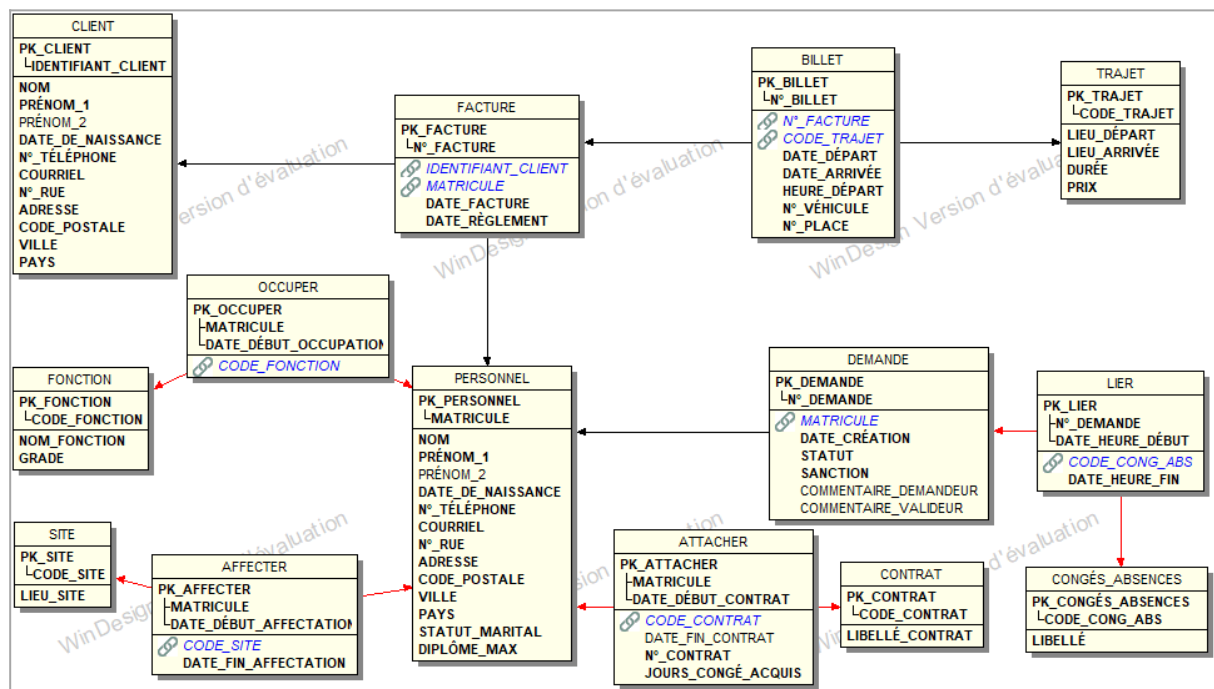 CLIENT
PK_CLIENT
IDENTIFIANT_CLIENT
NOM
PRÉNOM_1
PRÉNOM_2
DATE_DE_NAISSANCE
N°_TÉLÉPHONE
COURRIEL
N°_RUE
ADRESSE
CODE_POSTALE
VILLE
PAYS
FACTURE
PK_FACTURE
N°_FACTURE
IDENTIFIANT_CLIENT
MATRICULE
DATE_FACTURE
DATE_RÈGLEMENT
BILLET
PK_BILLET
N°_BILLET
N°_FACTURE
CODE_TRAJET
DATE_DÉPART
DATE_ARRIVÉE
HEURE_DÉPART
N°_VÉHICULE
N°_PLACE
TRAJET
PK_TRAJET
CODE_TRAJET
LIEU_DÉPART
LIEU_ARRIVÉE
DURÉE
PRIX
OCCUPER
PK_OCCUPER
MATRICULE
DATE_DÉBUT_OCCUPATION
CODE_FONCTION
FONCTION
PK_FONCTION
CODE_FONCTION
NOM_FONCTION
GRADE
PERSONNEL
PK_PERSONNEL
MATRICULE
NOM
PRÉNOM_1
PRÉNOM_2
DATE_DE_NAISSANCE
N°_TÉLÉPHONE
COURRIEL
N°_RUE
ADRESSE
CODE_POSTALE
VILLE
PAYS
STATUT_MARITAL
DIPLÔME_MAX
DEMANDE
PK_DEMANDE
N°_DEMANDE
MATRICULE
DATE_CRÉATION
STATUT
SANCTION
COMMENTAIRE_DEMANDEUR
COMMENTAIRE_VALIDEUR
LIER
PK_LIER
N°_DEMANDE
DATE_HEURE_DÉBUT
CODE_CONG_ABS
DATE_HEURE_FIN
SITE
PK_SITE
CODE_SITE
LIEU_SITE
AFFECTER
PK_AFFECTER
MATRICULE
DATE_DÉBUT_AFFECTATION
CODE_SITE
DATE_FIN_AFFECTATION
ATTACHER
PK_ATTACHER
MATRICULE
DATE_DÉBUT_CONTRAT
CODE_CONTRAT
DATE_FIN_CONTRAT
N°_CONTRAT
JOURS_CONGÉ_ACQUIS
CONTRAT
PK_CONTRAT
CODE_CONTRAT
LIBELLÉ_CONTRAT
CONGÉS_ABSENCES
PK_CONGÉS_ABSENCES
CODE_CONG_ABS
LIBELLÉ
WinDesign Version d'évaluation